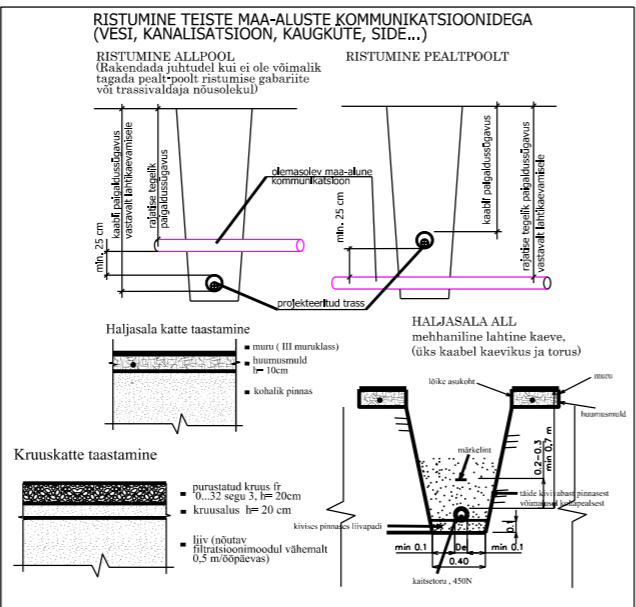 RISTUMINE TEISTE MAA-ALUSTE KOMMUNIKATSIOONIDEGA
(VESI, KANALISATSIOON, KAUGKÜTE, SIDE...)
RISTUMINE ALLPOOL
(Rakendada juhtudel kui ei ole võimalik
tagada pealt-poolt ristumise gabariite
või trassivaldaja nõusolekul)
RISTUMINE PEALTPOOLT
kaabli paigaldussügavus
vastavalt lahtikaevamisele
rajatise tegelik
paigaldussügavus
min. 25 cm
olemasolev maa-alune
kommunikatsioon
min. 25 cm
kaabli paigaldussügavus
rajatise tegelik paigaldussügavus
vastavalt lahtikaevamisele
projekteeritud trass
Haljasala katte taastamine
muru ( III muruklass)
huumusmuld
h= 10cm
kohalik pinnas
HALJASALA ALL
mehhaniline lahtine kaeve,
(üks kaabel kaevikus ja torus)
lõike asukoht
muru
huumusmuld
märkelint
0.2-0.3
min 0,7 m
täide kivivabast pinnasest
kivises pinnases liivapadi
0.1
min 0.1
De
min 0.1
0.40
kaitsetoru , 450N
Kruuskatte taastamine
purustatud kruus fr
0...32 segu 3, h= 20cm
kruusalus h= 20 cm
liiv (nõutav
filtratsioonimoodul vähemalt
0,5 m/ööpäevas)